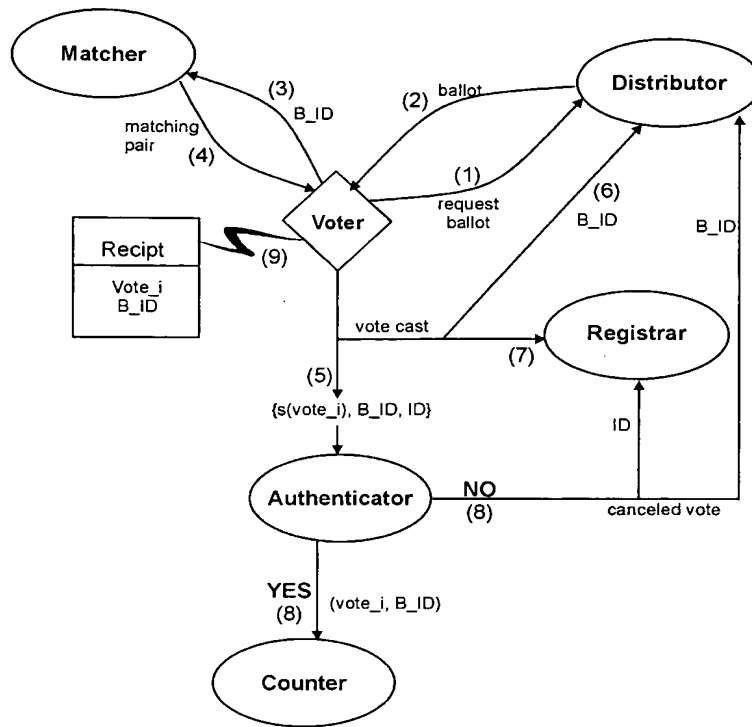 Matcher
(3)
B_ID
matching
pair
(4)
(2)
ballot
Distributor
(1)
request
ballot
(6)
B_ID
B_ID
Voter
Recipt
Vote_i
B_ID
(9)
vote cast
(7)
Registrar
(5)
{s(vote_i), B_ID, ID}
ID
Authenticator
NO
(8)
canceled vote
YES
(8)
(vote_i, B_ID)
Counter